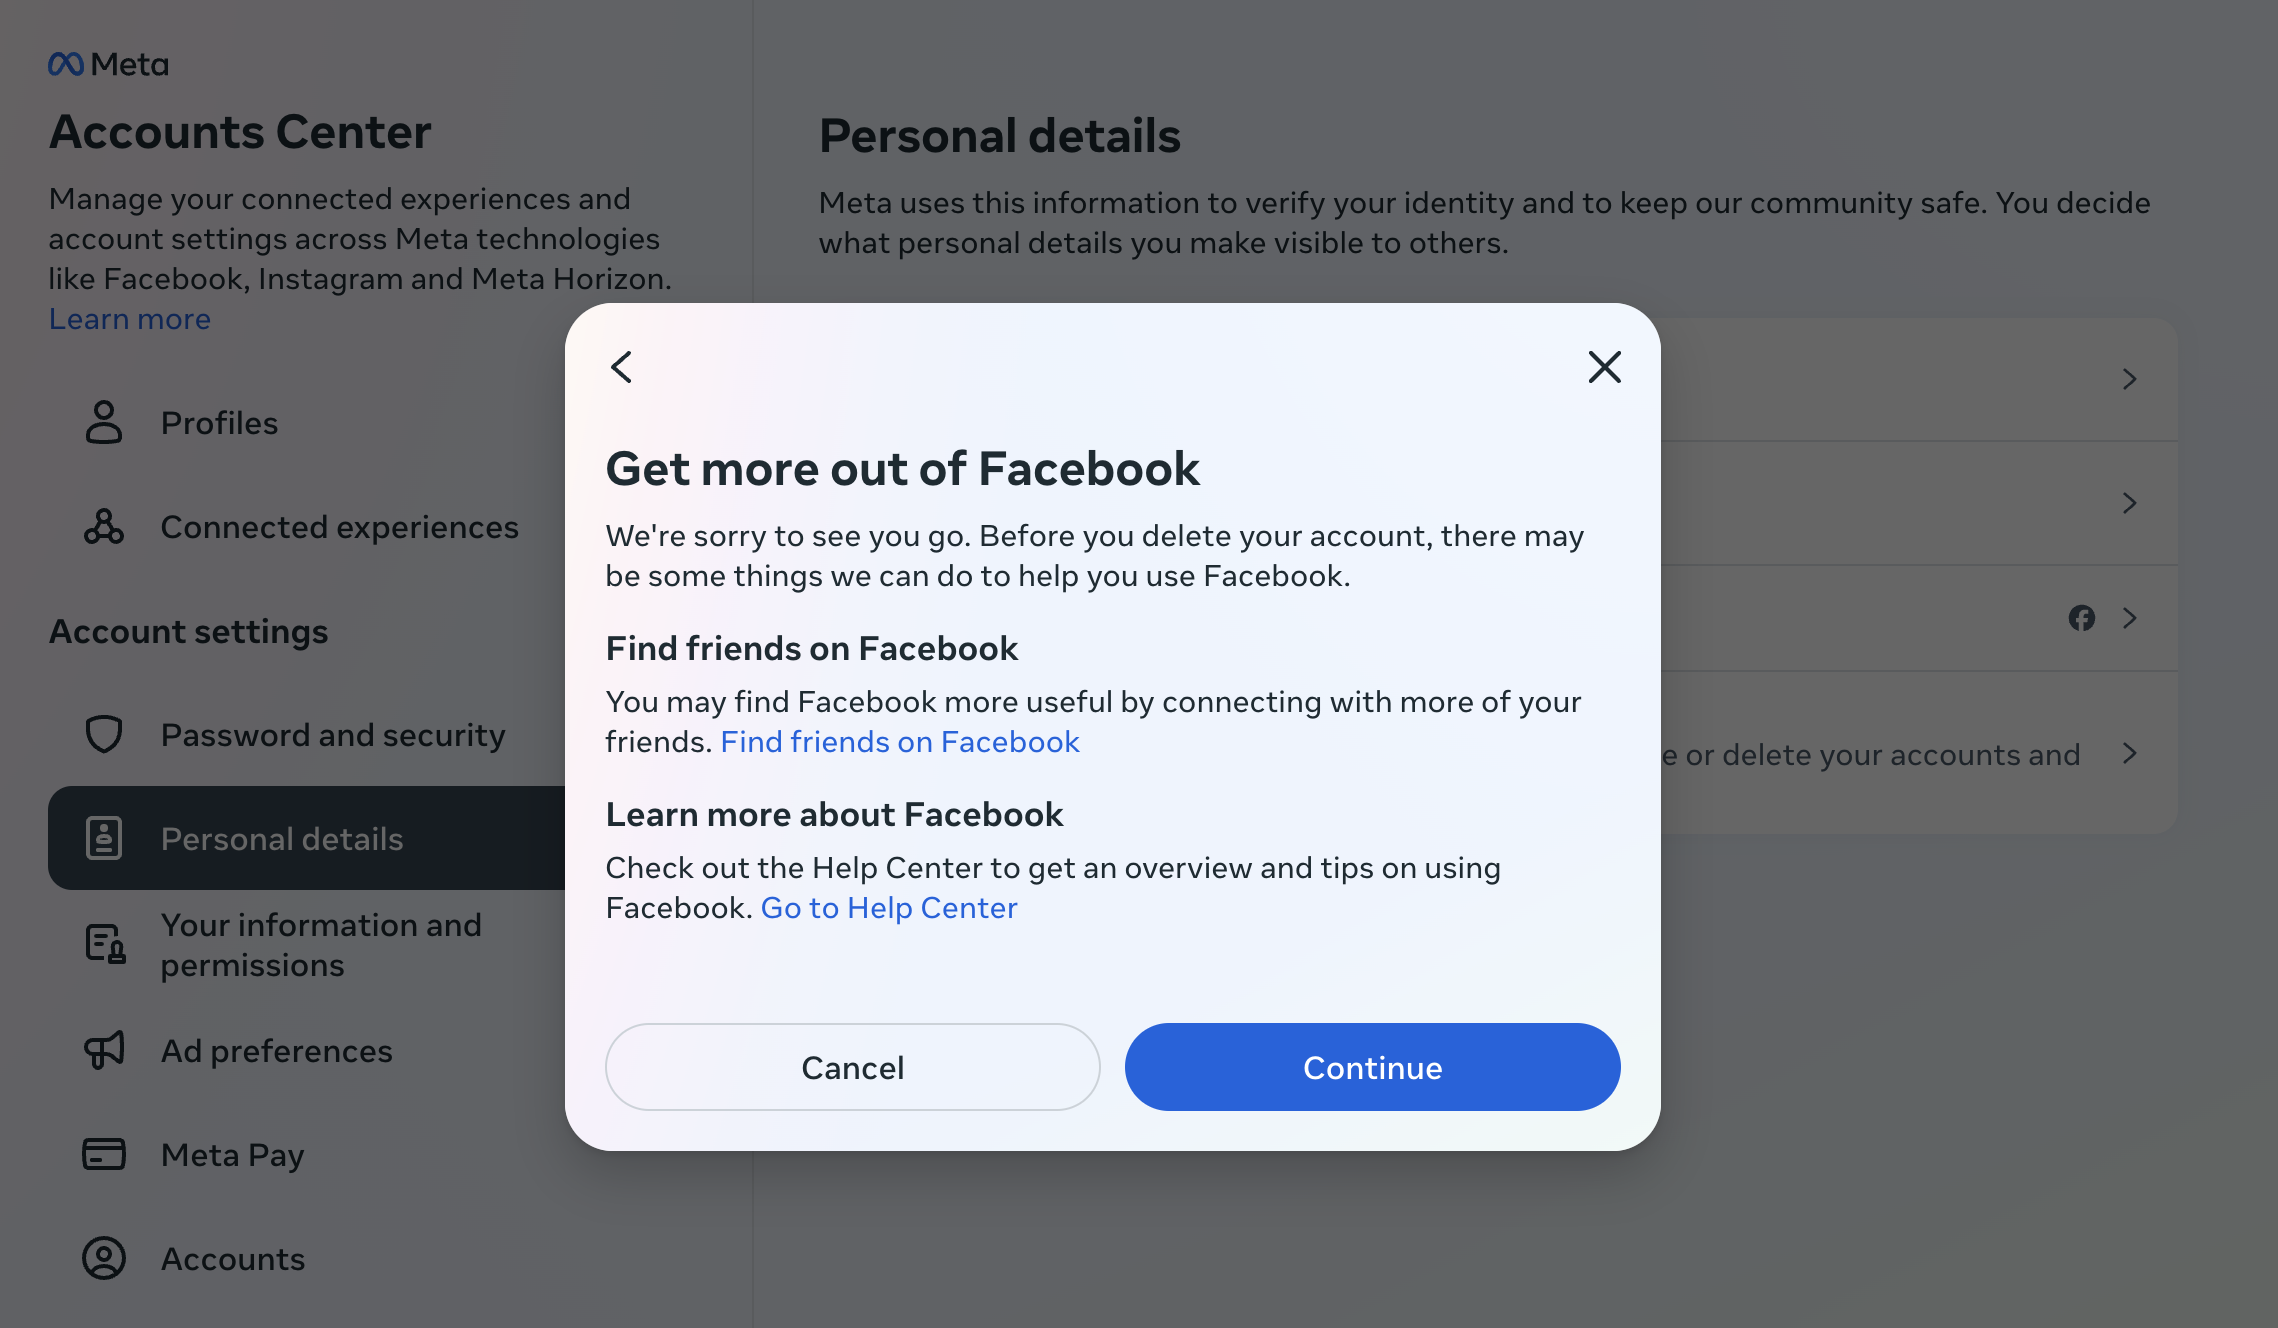 Meta
Accounts Center
Manage your connected experiences and
account settings across Meta technologies
like Facebook, Instagram and Meta Horizon.
Learn more
Profiles
Connected experiences
Account settings
Password and security
Personal details
Your information and
permissions
Ad preferences
Meta Pay
Accounts
Personal details
Meta uses this information to verify your identity and to keep our community safe. You decide
what personal details you make visible to others.
or delete your accounts and
Get more out of Facebook
We're sorry to see you go. Before you delete your account, there may
be some things we can do to help you use Facebook.
Find friends on Facebook
You may find Facebook more useful by connecting with more of your
friends. Find friends on Facebook
Learn more about Facebook
Check out the Help Center to get an overview and tips on using
Facebook. Go to Help Center
Cancel
Continue